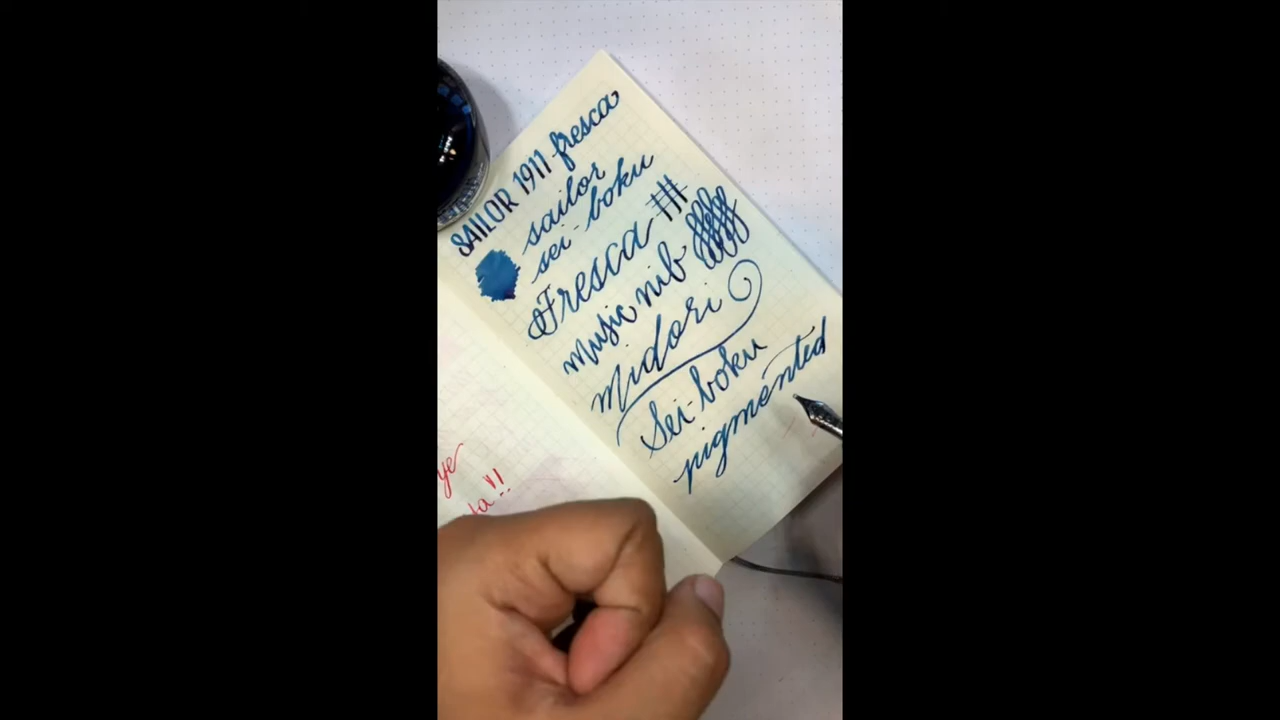 SAILOR 1911 fresca
sailor
sei-boku
Fresca
music nib
midori
Sei-boku
pigmented